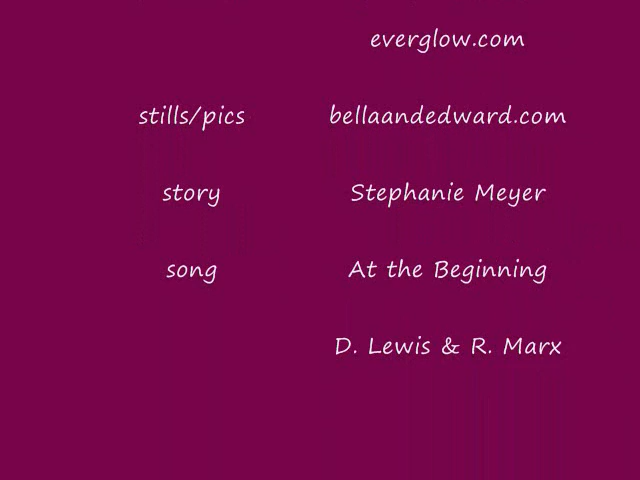 everglow.com
stills/pics bellaandedward.com
story Stephanie Meyer
song At the Beginning
D. Lewis & R. Marx